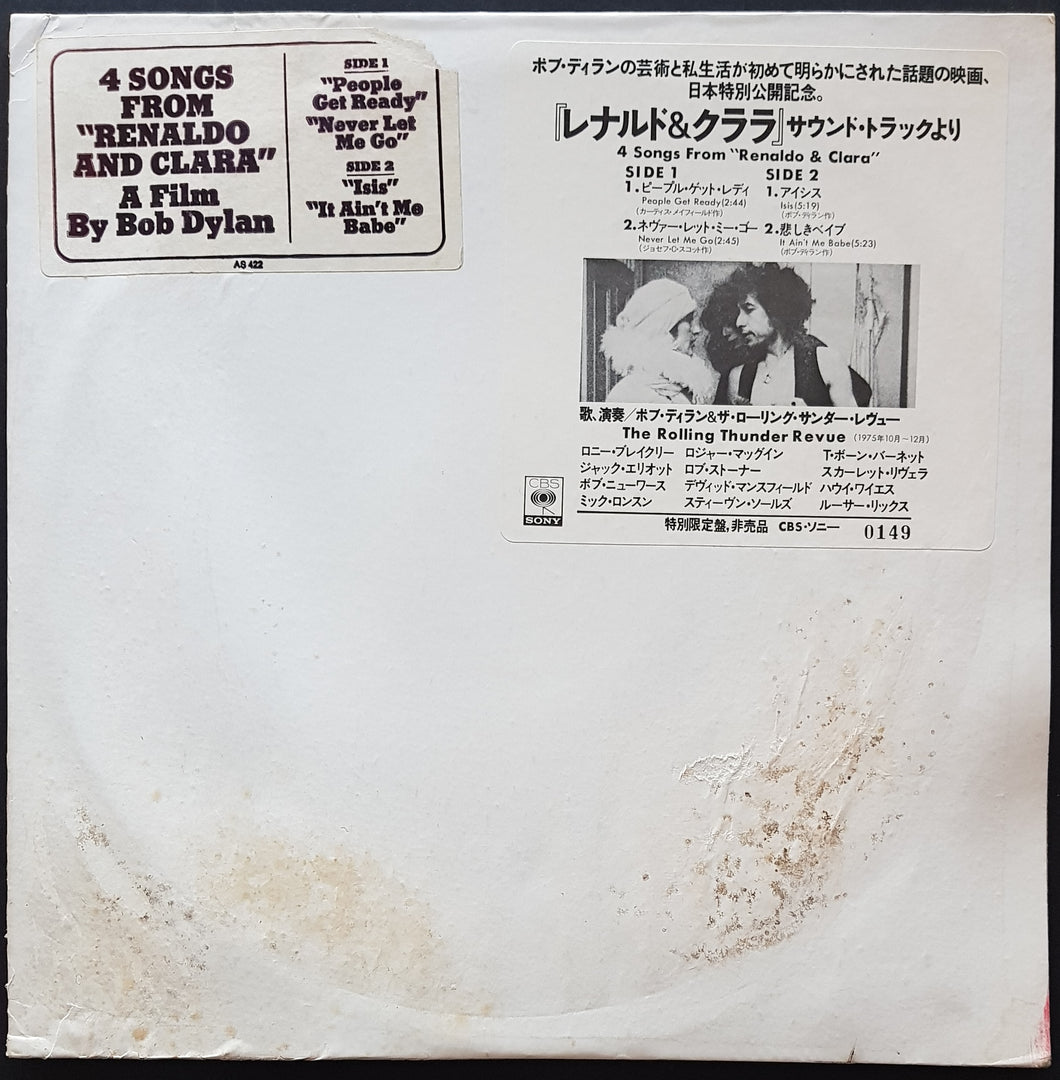 4 SONGS
FROM
"RENALDO
AND CLARA"
A Film
By Bob Dylan
SIDE 1
"People
Get Ready"
"Never Let
Me Go"
SIDE 2
"Isis"
"It Ain't Me
Babe"
AS 422
ボブ・ディランの芸術と私生活が初めて明らかにされた話題の映画、
日本特別公開記念。
『レナルド&クララ』サウンド・トラックより
4 Songs From "Renaldo & Clara"
SIDE 1
1.ピープル・ゲット・レディ
People Get Ready(2:44)
(カーティス・メイフィールド作)
2.ネヴァー・レット・ミー・ゴー
Never Let Me Go(2:45)
(ジョセフ・C・スコット作)
SIDE 2
1.アイシス
Isis(5:19)
(ボブ・ディラン作)
2.悲しきベイブ
It Ain't Me Babe(5:23)
(ボブ・ディラン作)
歌、演奏/ボブ・ディラン&ザ・ローリング・サンダー・レヴュー
The Rolling Thunder Revue (1975年10月~12月)
ロニー・ブレイクリー ロジャー・マッグイン T・ボーン・バーネット
ジャック・エリオット ロブ・ストーナー スカーレット・リヴェラ
ボブ・ニューワース デヴィッド・マンスフィールド ハウイ・ワイエス
ミック・ロンスン スティーヴン・ソールズ ルーサー・リックス
CBS
SONY
特別限定盤,非売品 CBS・ソニー 0149